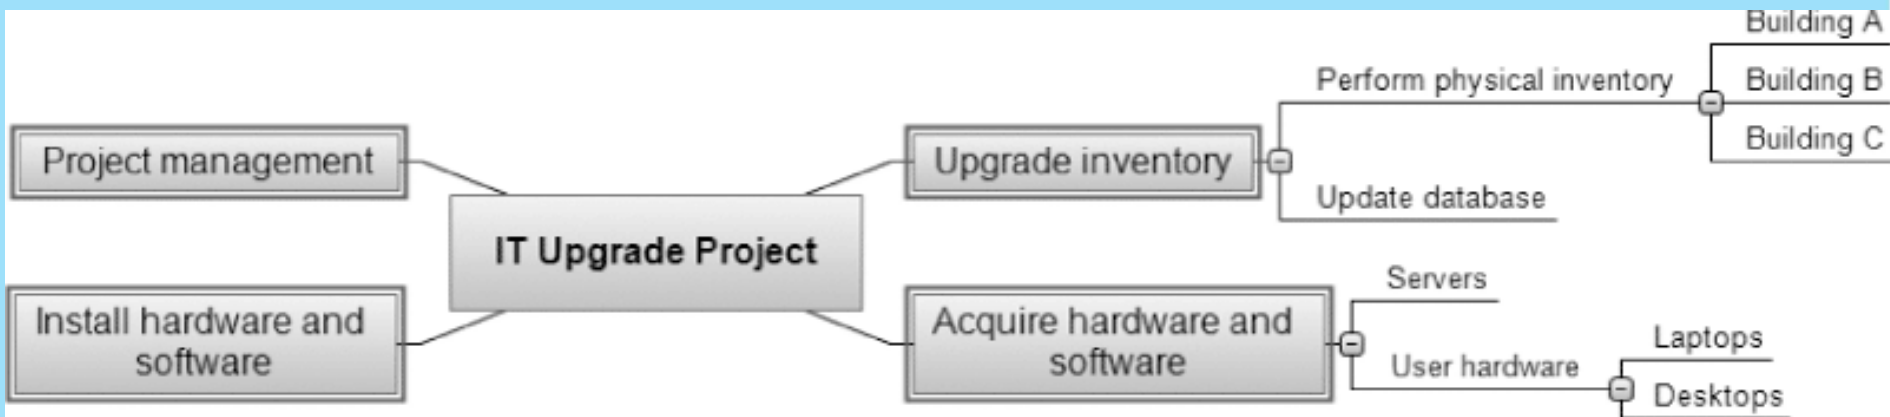 Project management
Install hardware and
software
IT Upgrade Project
Upgrade inventory
Perform physical inventory
Building A
Building B
Building C
Update database
Acquire hardware and
software
Servers
User hardware
Laptops
Desktops